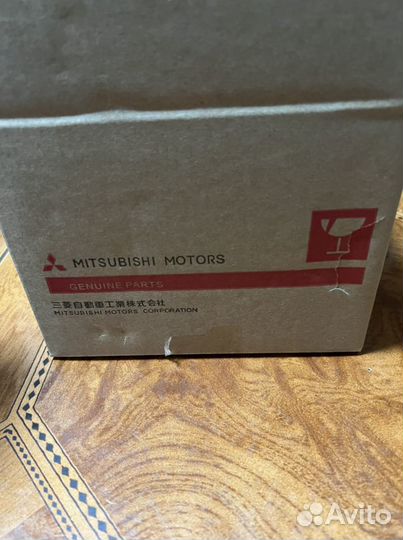 MITSUBISHI MOTORS
GENUINE PARTS
三菱自動車工業株式会社
MITSUBISHI MOTORS CORPORATION
Avito